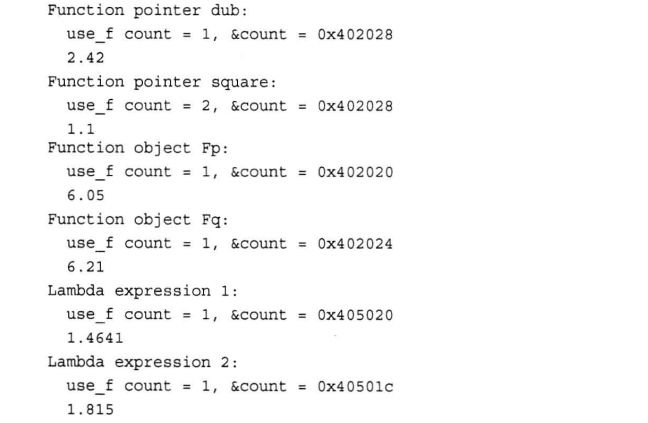 Function pointer dub:
use_f count = 1, &count = 0x402028
2.42
Function pointer square:
use_f count = 2, &count = 0x402028
1.1
Function object Fp:
use_f count = 1, &count = 0x402020
6.05
Function object Fq:
use_f count = 1, &count = 0x402024
6.21
Lambda expression 1:
use_f count = 1, &count = 0x405020
1.4641
Lambda expression 2:
use_f count = 1, &count = 0x40501c
1.815